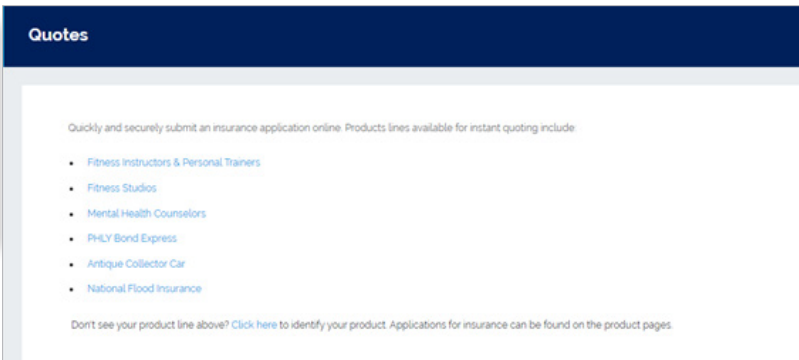 Quotes
Quickly and securely submit an insurance application online. Products lines available for instant quoting include:
Fitness Instructors & Personal Trainers
Fitness Studios
Mental Health Counselors
PHLY Bond Express
Antique Collector Car
National Flood Insurance
Don't see your product line above? Click here to identify your product. Applications for insurance can be found on the product pages.